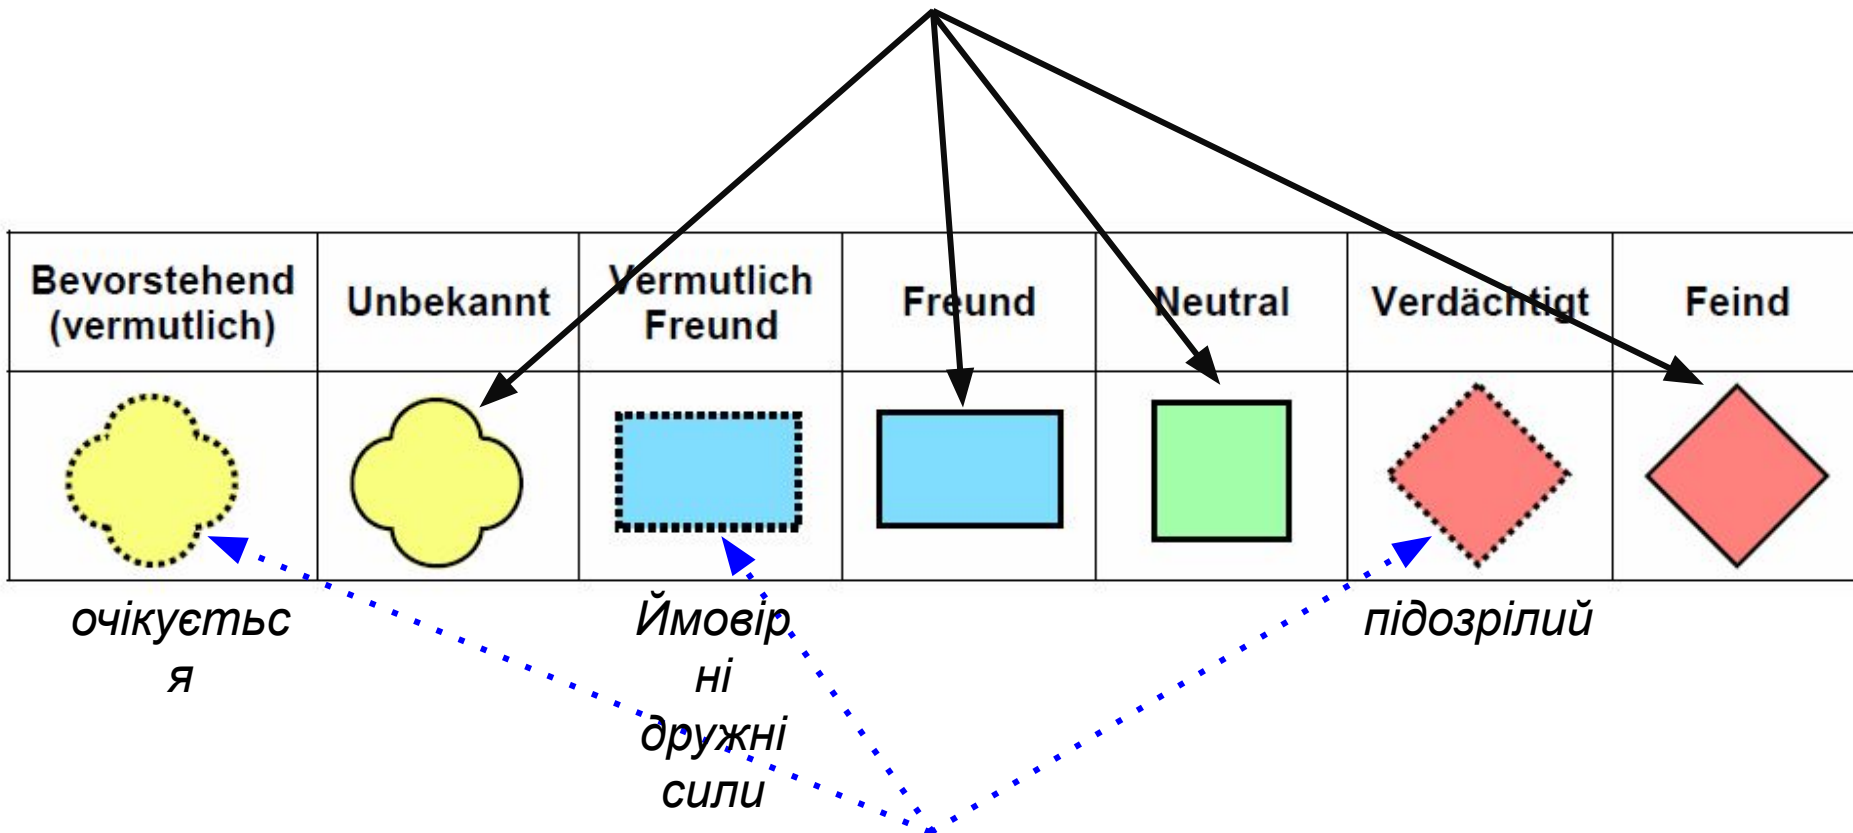 Bevorstehend
(vermutlich)
Unbekannt
Vermutlich
Freund
Freund
Neutral
Verdächtigt
Feind
очікуєтьс
я
Ймовір
ні
дружні
сили
підозрілий